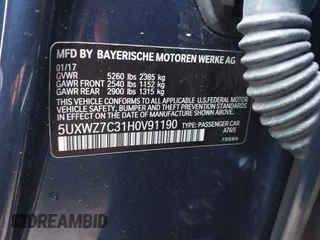 MFD BY BAYERISCHE MOTOREN WERKE AG
01/17
GVWR 5260 lbs 2385 kg
GAWR FRONT 2540 lbs 1152 kg
GAWR REAR 2900 lbs 1315 kg
THIS VEHICLE CONFORMS TO ALL APPLICABLE
U.S. FEDERAL MOTOR VEHICLE SAFETY, BUMPER
AND THEFT PREVENTION STANDARDS IN EFFECT
ON THE DATE OF MANUFACTURE SHOWN ABOVE.
5UXWZ7C31H0V91190 TYPE: PASSENGER CAR
A76/5
DREAMBID